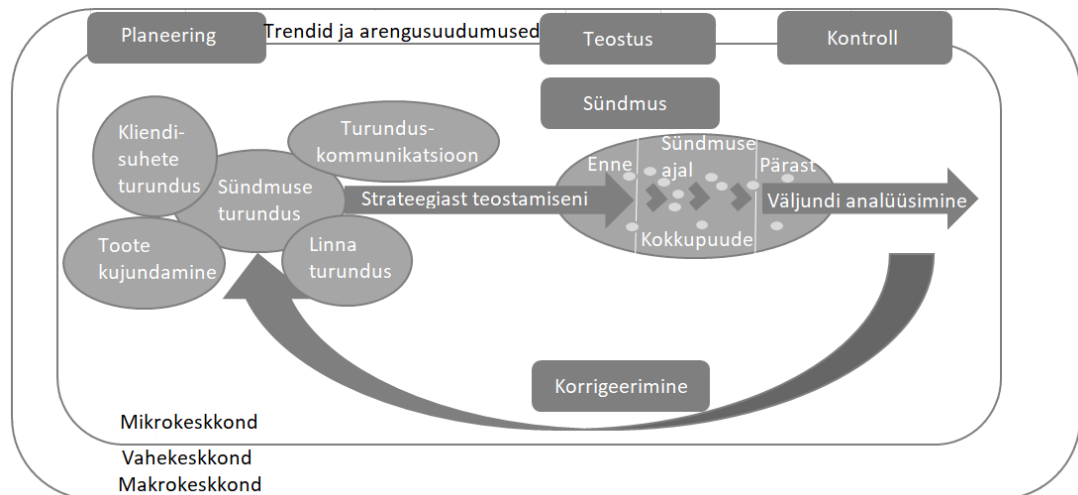 Planeering
Trendid ja arengusuudumused
Teostus
Kontroll
Sündmus
Kliendi-
suhete
turundus
Turundus-
kommunikatsioon
Sündmuse
turundus
Toote
kujundamine
Linna
turundus
Strateegiast teostamiseni
Enne
Sündmuse
ajal
Pärast
Kokkupuude
Väljundi analüüsimine
Korrigeerimine
Mikrokeskkond
Vahekeskkond
Makrokeskkond